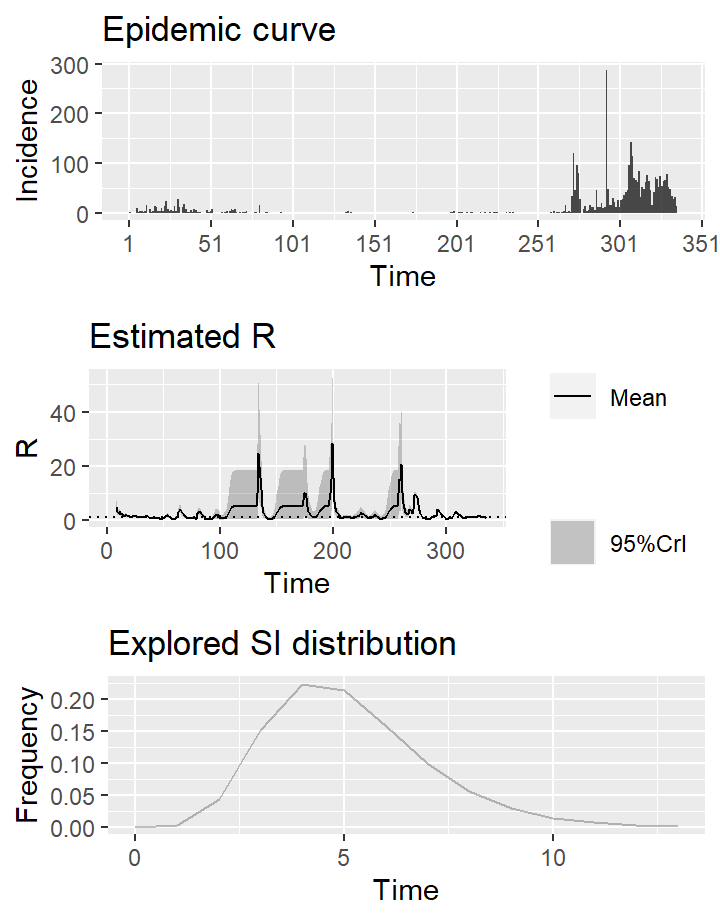 Epidemic curve
Incidence
300
200
100
0
1 51 101 151 201 251 301 351
Time
Estimated R
R
40
20
0
0 100 200 300
Time
Mean
95%CrI
Explored SI distribution
Frequency
0.20
0.15
0.10
0.05
0.00
0 5 10
Time